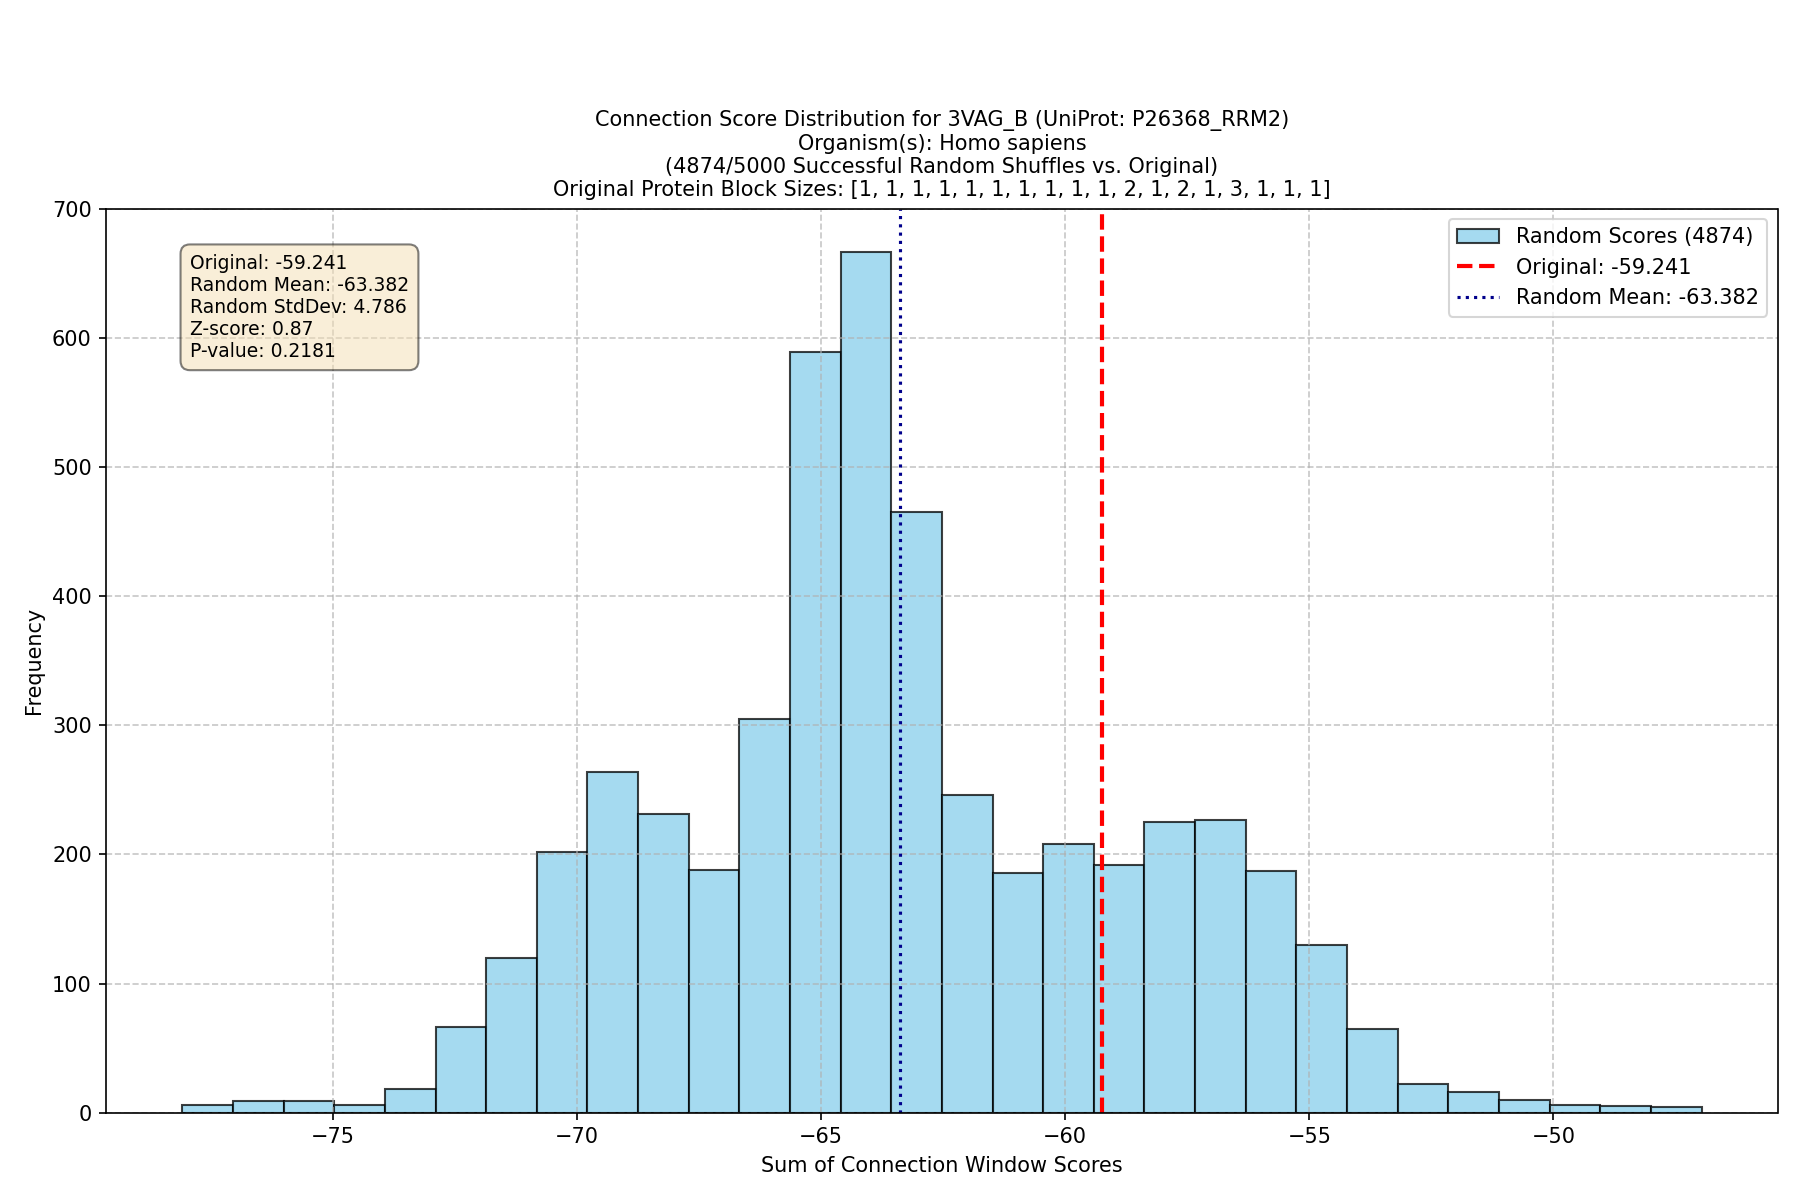 Connection Score Distribution for 3VAG_B (UniProt: P26368_RRM2)
Organism(s): Homo sapiens
(4874/5000 Successful Random Shuffles vs. Original)
Original Protein Block Sizes: [1, 1, 1, 1, 1, 1, 1, 1, 1, 1, 2, 1, 2, 1, 3, 1, 1, 1]
Original: -59.241
Random Mean: -63.382
Random StdDev: 4.786
Z-score: 0.87
P-value: 0.2181
Random Scores (4874)
Original: -59.241
Random Mean: -63.382
700
600
500
400
300
200
100
0
Frequency
−75
−70
−65
−60
−55
−50
Sum of Connection Window Scores